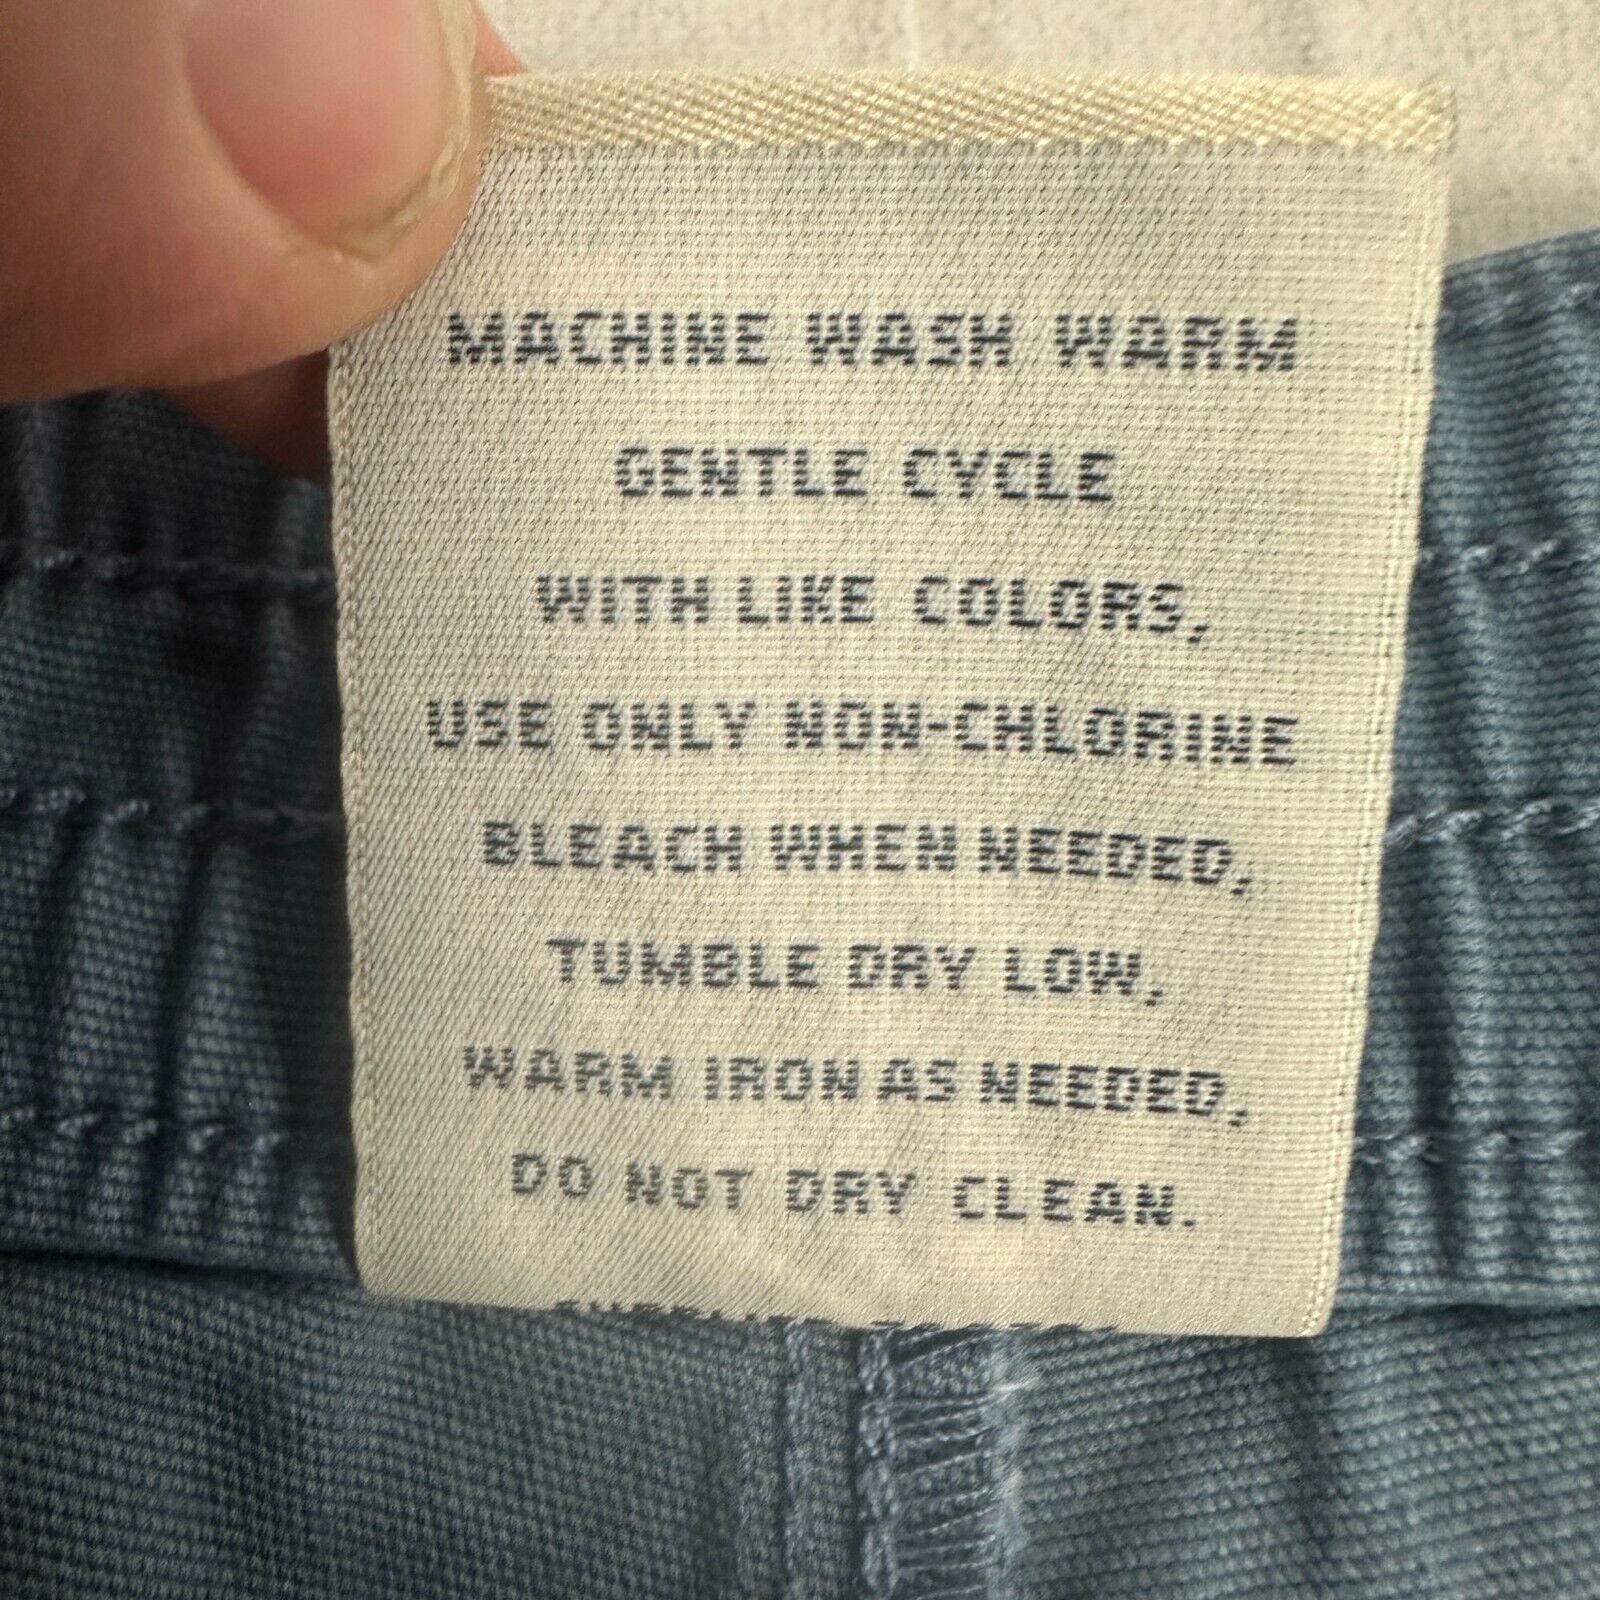 MACHINE WASH WARM
GENTLE CYCLE
WITH LIKE COLORS,
USE ONLY NON-CHLORINE
BLEACH WHEN NEEDED,
TUMBLE DRY LOW,
WARM IRON AS NEEDED,
DO NOT DRY CLEAN.